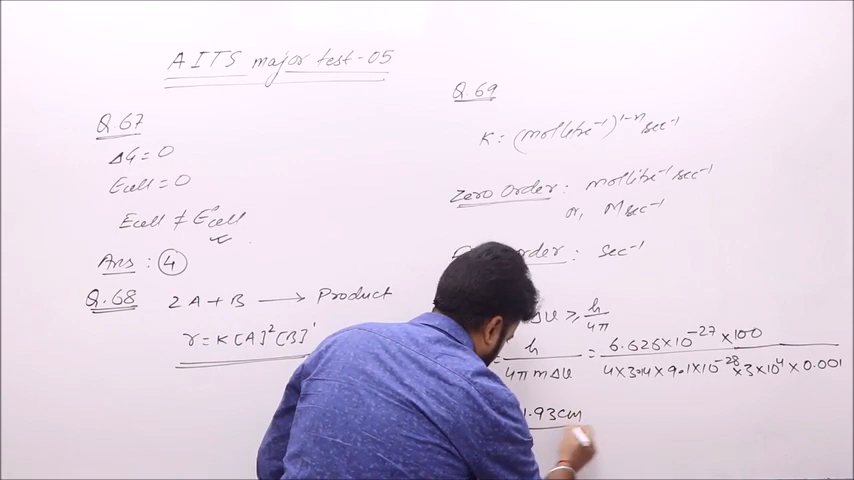 AITS major test-05
Q.67
ΔG = 0
Ecell = 0
Ecell ≠ E°cell
Ans : 4
Q.68 2A + B → Product
r = K[A]²[B]¹
Q.69
K = (mol litre⁻¹)¹⁻ⁿ sec⁻¹
Zero order : mol litre⁻¹ sec⁻¹
or, M sec⁻¹
order : sec⁻¹
ΔU ≥ h/4π
h/4πmΔU = 6.626×10⁻²⁷×100/4×3.14×9.1×10⁻²⁸×3×10⁴×0.001
1.93cm